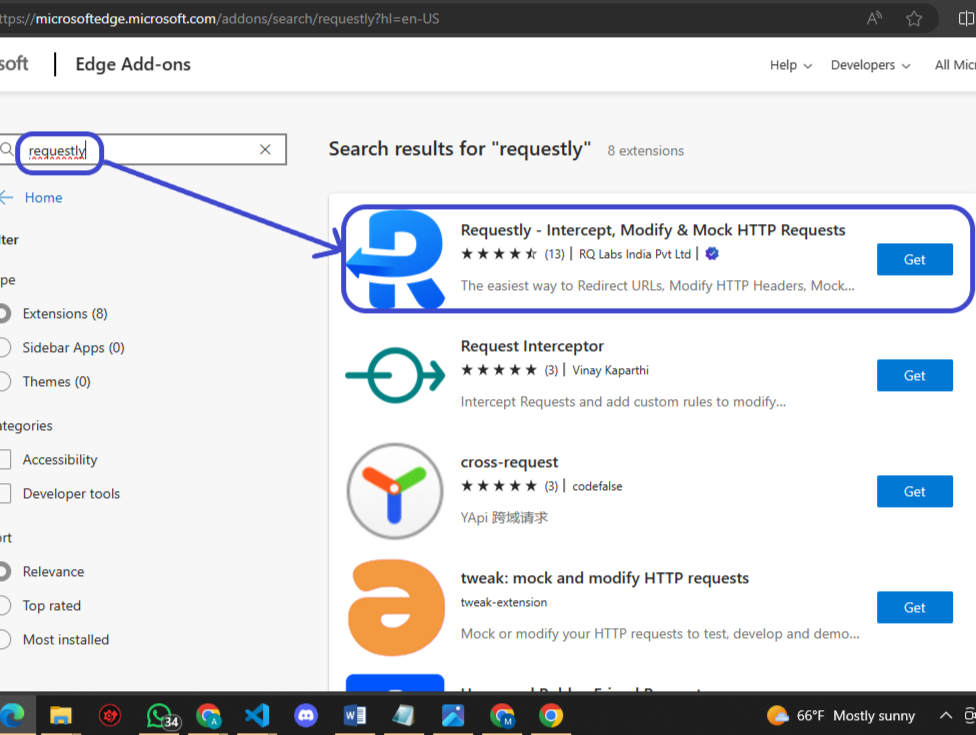 ttps://microsoftedge.microsoft.com/addons/search/requestly?hl=en-US
soft | Edge Add-ons
Help
Developers
All Micr
requestly
Search results for "requestly" 8 extensions
Home
lter
pe
Extensions (8)
Sidebar Apps (0)
Themes (0)
ategories
Accessibility
Developer tools
ort
Relevance
Top rated
Most installed
Requestly - Intercept, Modify & Mock HTTP Requests
(13) | RQ Labs India Pvt Ltd |
The easiest way to Redirect URLs, Modify HTTP Headers, Mock...
Get
Request Interceptor
(3) | Vinay Kaparthi
Intercept Requests and add custom rules to modify...
Get
cross-request
(3) | codefalse
YApi 跨域请求
Get
tweak: mock and modify HTTP requests
tweak-extension
Mock or modify your HTTP requests to test, develop and demo...
Get
34
A
M
66°F Mostly sunny